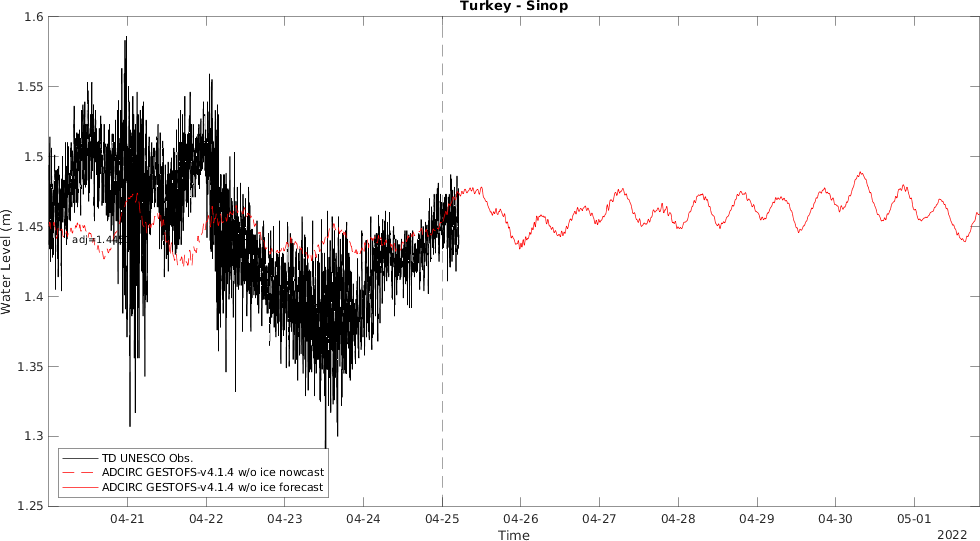 Turkey - Sinop
Water Level (m)
1.6
1.55
1.5
1.45
1.4
1.35
1.3
1.25
TD UNESCO Obs.
ADCIRC GESTOFS-v4.1.4 w/o ice nowcast
ADCIRC GESTOFS-v4.1.4 w/o ice forecast
04-21 04-22 04-23 04-24 04-25 04-26 04-27 04-28 04-29 04-30 05-01
Time
2022